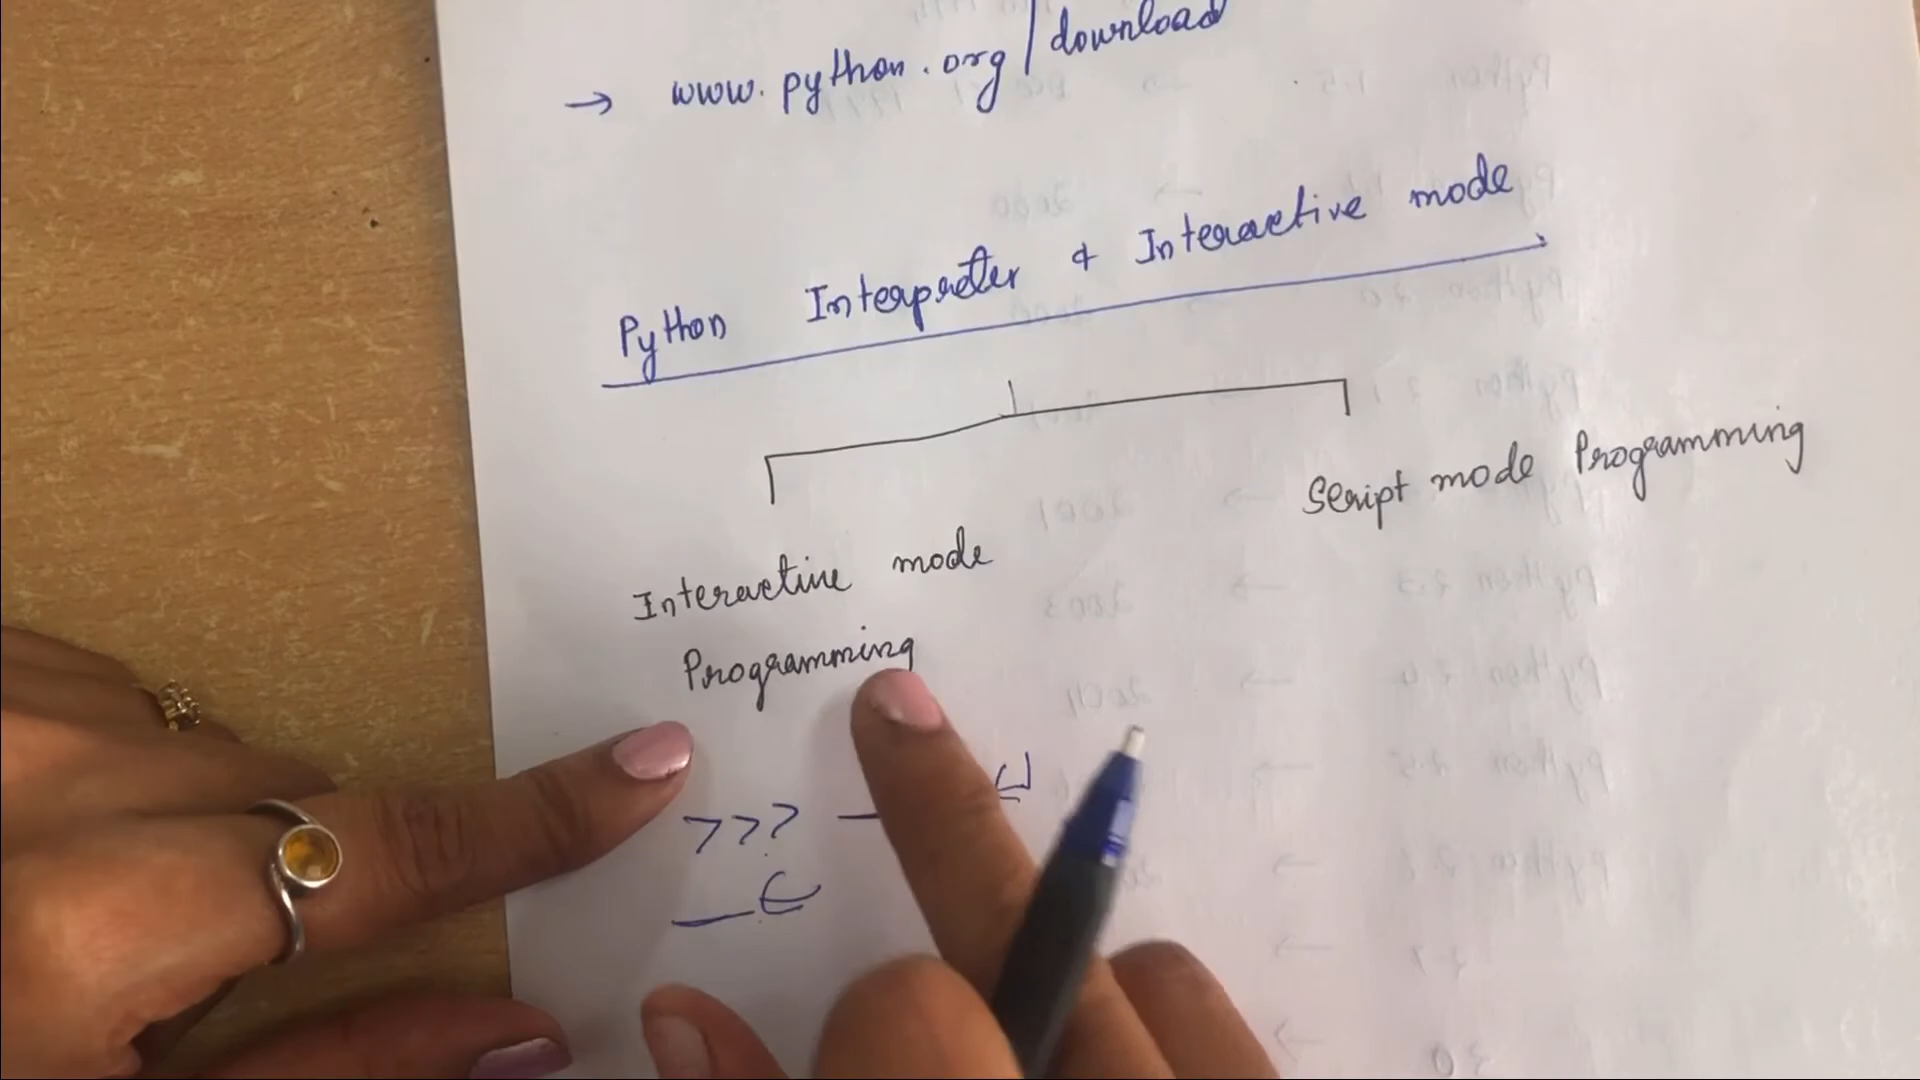 → www.python.org/download
Python Interpreter & Interactive mode
Script mode Programming
Interactive mode
Programming
>>> —